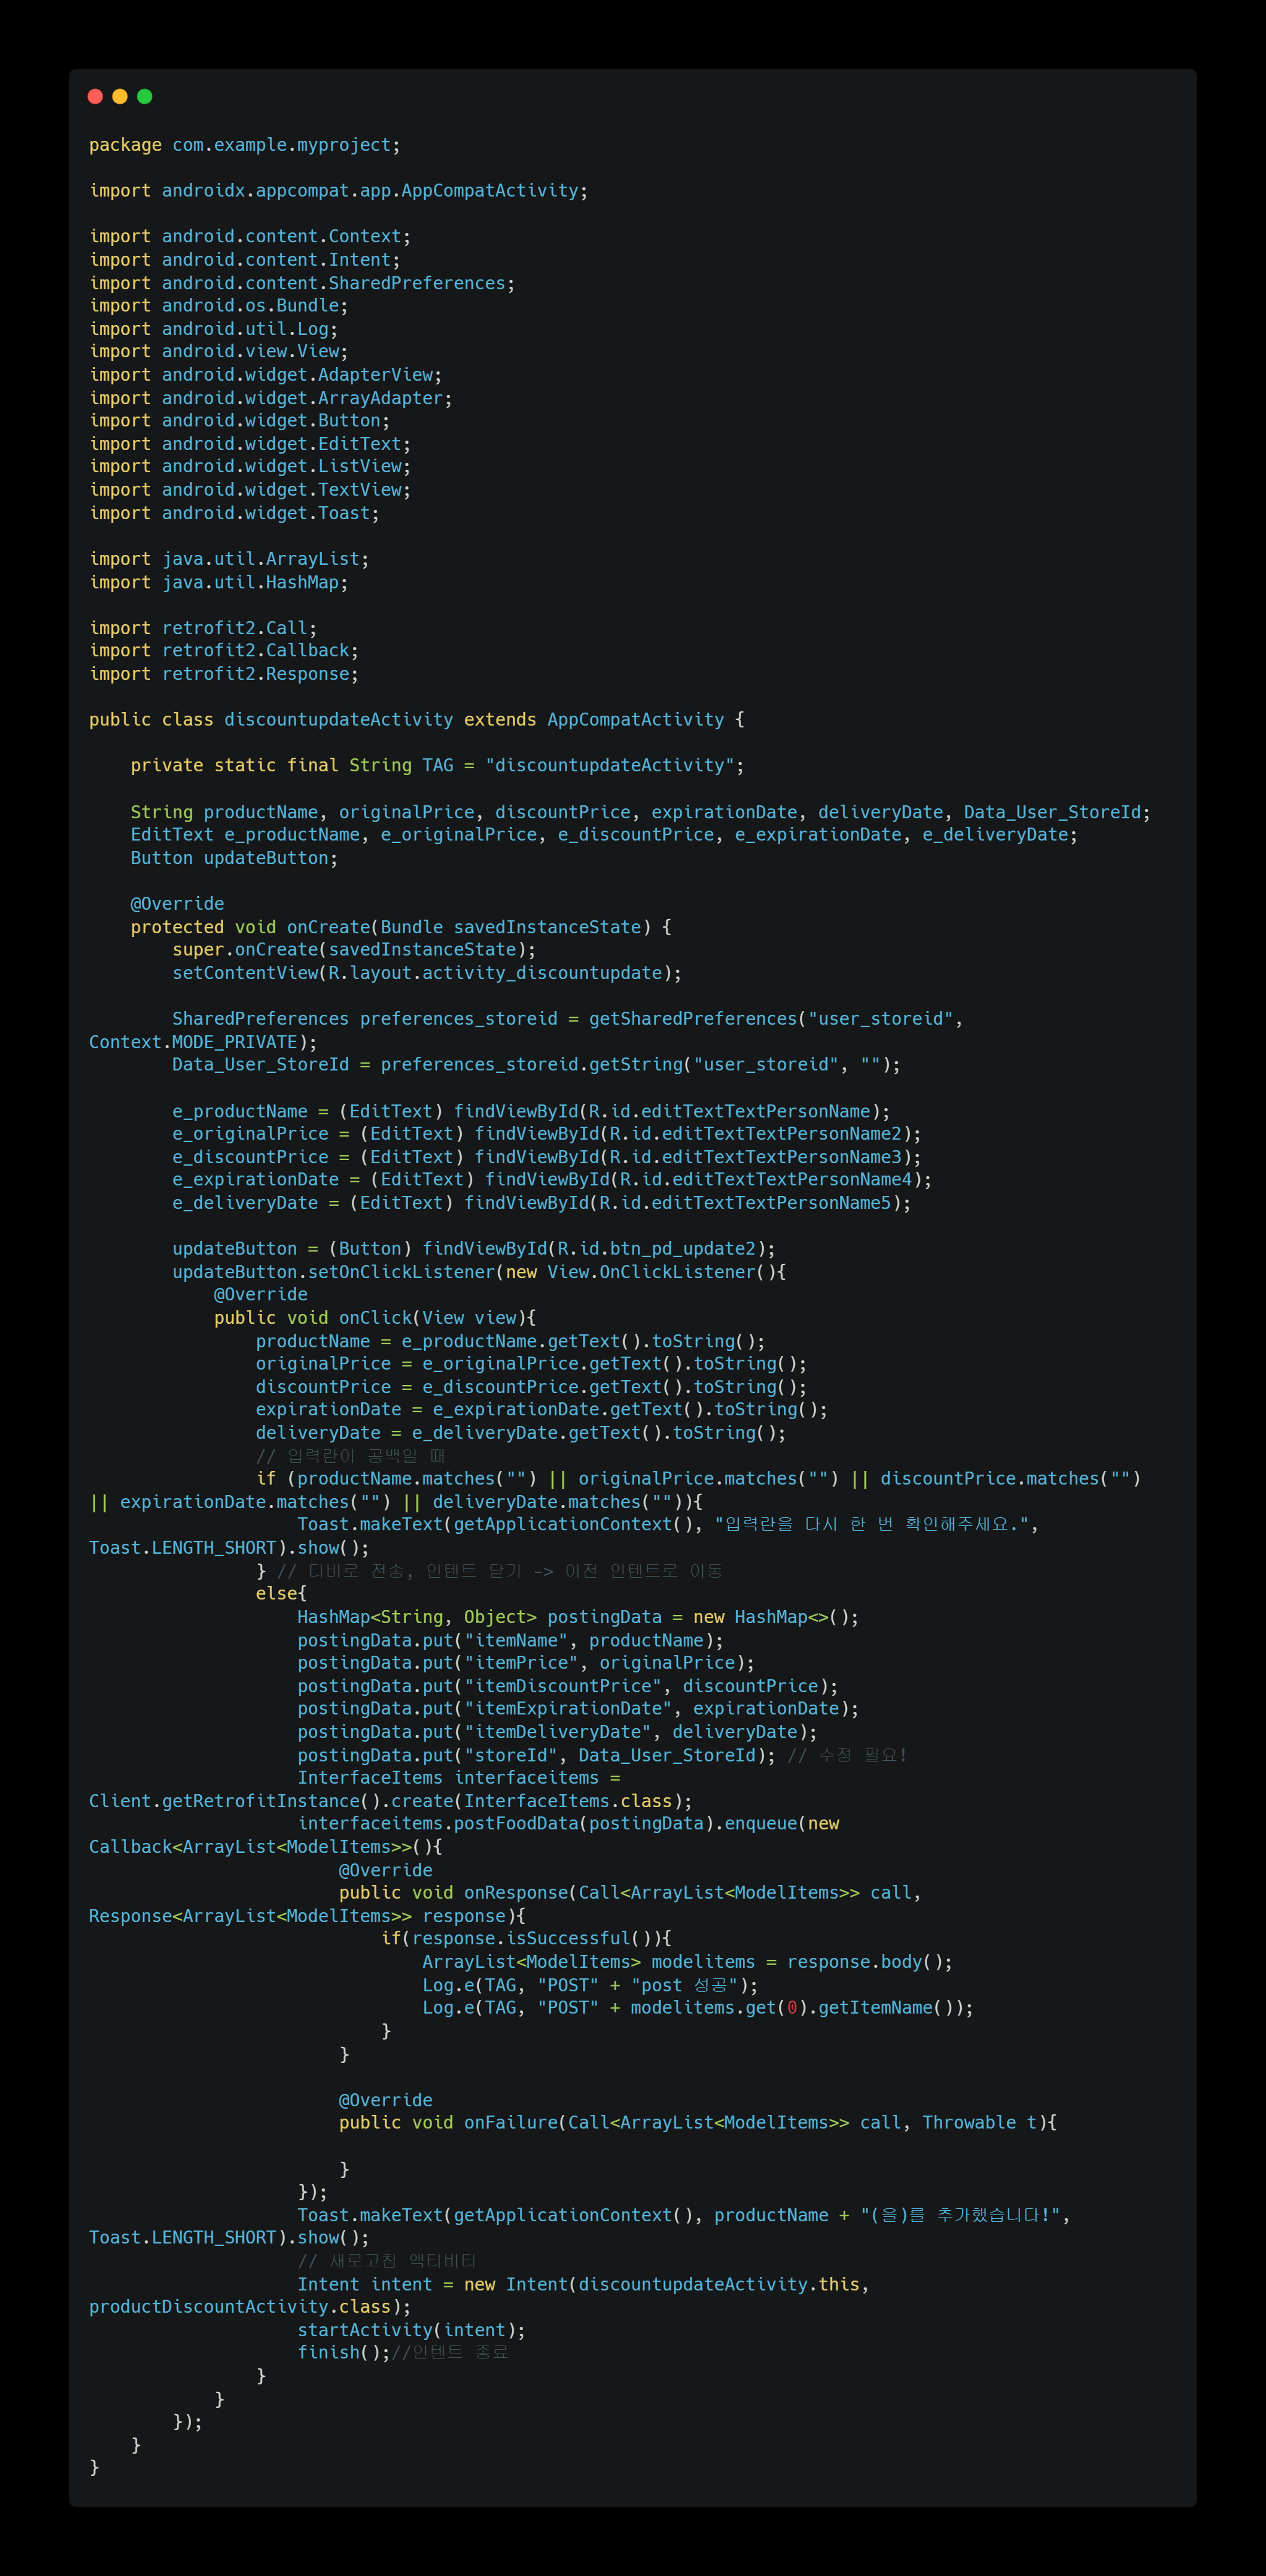 package com.example.myproject;

import androidx.appcompat.app.AppCompatActivity;

import android.content.Context;
import android.content.Intent;
import android.content.SharedPreferences;
import android.os.Bundle;
import android.util.Log;
import android.view.View;
import android.widget.AdapterView;
import android.widget.ArrayAdapter;
import android.widget.Button;
import android.widget.EditText;
import android.widget.ListView;
import android.widget.TextView;
import android.widget.Toast;

import java.util.ArrayList;
import java.util.HashMap;

import retrofit2.Call;
import retrofit2.Callback;
import retrofit2.Response;

public class discountupdateActivity extends AppCompatActivity {

    private static final String TAG = "discountupdateActivity";

    String productName, originalPrice, discountPrice, expirationDate, deliveryDate, Data_User_StoreId;
    EditText e_productName, e_originalPrice, e_discountPrice, e_expirationDate, e_deliveryDate;
    Button updateButton;

    @Override
    protected void onCreate(Bundle savedInstanceState) {
        super.onCreate(savedInstanceState);
        setContentView(R.layout.activity_discountupdate);

        SharedPreferences preferences_storeid = getSharedPreferences("user_storeid",
Context.MODE_PRIVATE);
        Data_User_StoreId = preferences_storeid.getString("user_storeid", "");

        e_productName = (EditText) findViewById(R.id.editTextTextPersonName);
        e_originalPrice = (EditText) findViewById(R.id.editTextTextPersonName2);
        e_discountPrice = (EditText) findViewById(R.id.editTextTextPersonName3);
        e_expirationDate = (EditText) findViewById(R.id.editTextTextPersonName4);
        e_deliveryDate = (EditText) findViewById(R.id.editTextTextPersonName5);

        updateButton = (Button) findViewById(R.id.btn_pd_update2);
        updateButton.setOnClickListener(new View.OnClickListener(){
            @Override
            public void onClick(View view){
                productName = e_productName.getText().toString();
                originalPrice = e_originalPrice.getText().toString();
                discountPrice = e_discountPrice.getText().toString();
                expirationDate = e_expirationDate.getText().toString();
                deliveryDate = e_deliveryDate.getText().toString();
                // 입력란이 공백일 때
                if (productName.matches("") || originalPrice.matches("") || discountPrice.matches("")
|| expirationDate.matches("") || deliveryDate.matches("")){
                    Toast.makeText(getApplicationContext(), "입력란을 다시 한 번 확인해주세요.",
Toast.LENGTH_SHORT).show();
                } // 디비로 전송, 인텐트 닫기 -> 이전 인텐트로 이동
                else{
                    HashMap<String, Object> postingData = new HashMap<>();
                    postingData.put("itemName", productName);
                    postingData.put("itemPrice", originalPrice);
                    postingData.put("itemDiscountPrice", discountPrice);
                    postingData.put("itemExpirationDate", expirationDate);
                    postingData.put("itemDeliveryDate", deliveryDate);
                    postingData.put("storeId", Data_User_StoreId); // 수정 필요!
                    InterfaceItems interfaceitems =
Client.getRetrofitInstance().create(InterfaceItems.class);
                    interfaceitems.postFoodData(postingData).enqueue(new
Callback<ArrayList<ModelItems>>(){
                        @Override
                        public void onResponse(Call<ArrayList<ModelItems>> call,
Response<ArrayList<ModelItems>> response){
                            if(response.isSuccessful()){
                                ArrayList<ModelItems> modelitems = response.body();
                                Log.e(TAG, "POST" + "post 성공");
                                Log.e(TAG, "POST" + modelitems.get(0).getItemName());
                            }
                        }

                        @Override
                        public void onFailure(Call<ArrayList<ModelItems>> call, Throwable t){

                        }
                    });
                    Toast.makeText(getApplicationContext(), productName + "(을)를 추가했습니다!",
Toast.LENGTH_SHORT).show();
                    // 새로고침 액티비티
                    Intent intent = new Intent(discountupdateActivity.this,
productDiscountActivity.class);
                    startActivity(intent);
                    finish();//인텐트 종료
                }
            }
        });
    }
}